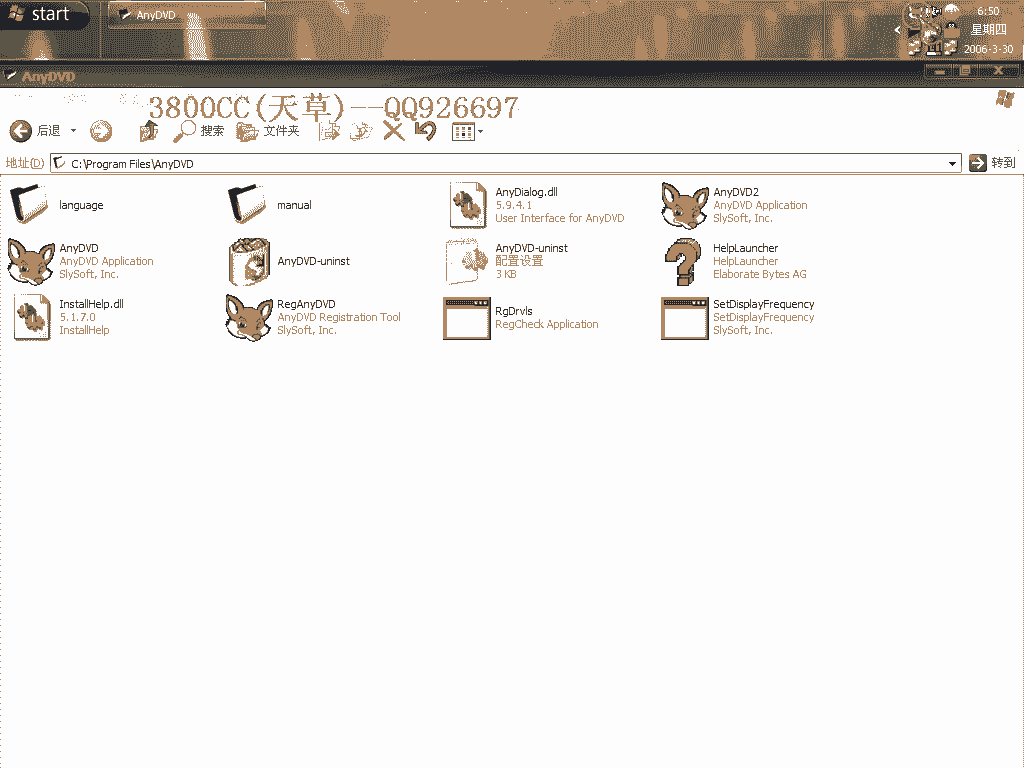 start
AnyDVD
6:50
星期四
2006-3-30
AnyDVD
3800CC(天草)--QQ926697
后退
搜索
文件夹
地址(D)
C:\Program Files\AnyDVD
转到
language
manual
AnyDialog.dll
5.9.4.1
User Interface for AnyDVD
AnyDVD2
AnyDVD Application
SlySoft, Inc.
AnyDVD
AnyDVD Application
SlySoft, Inc.
AnyDVD-uninst
AnyDVD-uninst
配置设置
3 KB
HelpLauncher
HelpLauncher
Elaborate Bytes AG
InstallHelp.dll
5.1.7.0
InstallHelp
RegAnyDVD
AnyDVD Registration Tool
SlySoft, Inc.
RgDrvls
RegCheck Application
SetDisplayFrequency
SetDisplayFrequency
SlySoft, Inc.